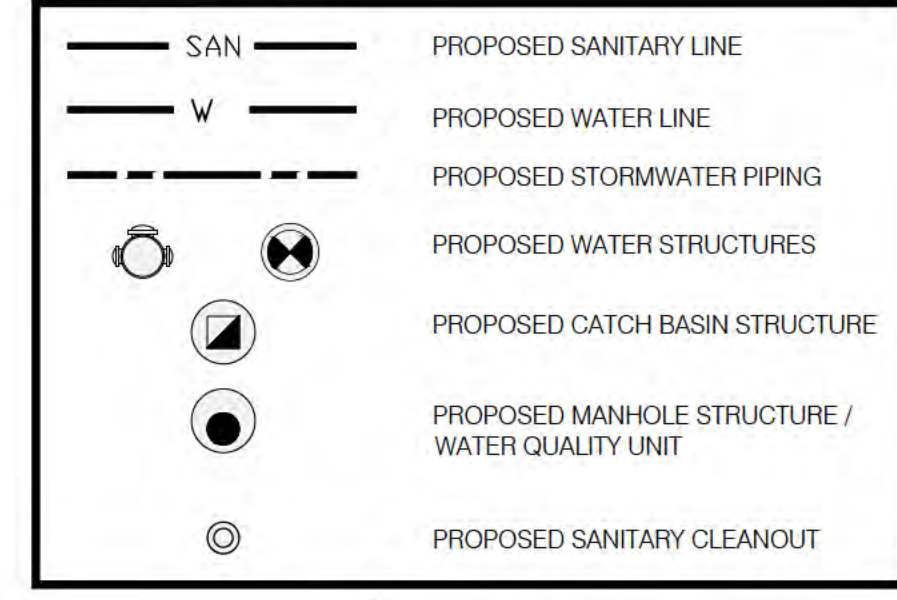 SAN PROPOSED SANITARY LINE
W PROPOSED WATER LINE
PROPOSED STORMWATER PIPING
PROPOSED WATER STRUCTURES
PROPOSED CATCH BASIN STRUCTURE
PROPOSED MANHOLE STRUCTURE /
WATER QUALITY UNIT
PROPOSED SANITARY CLEANOUT